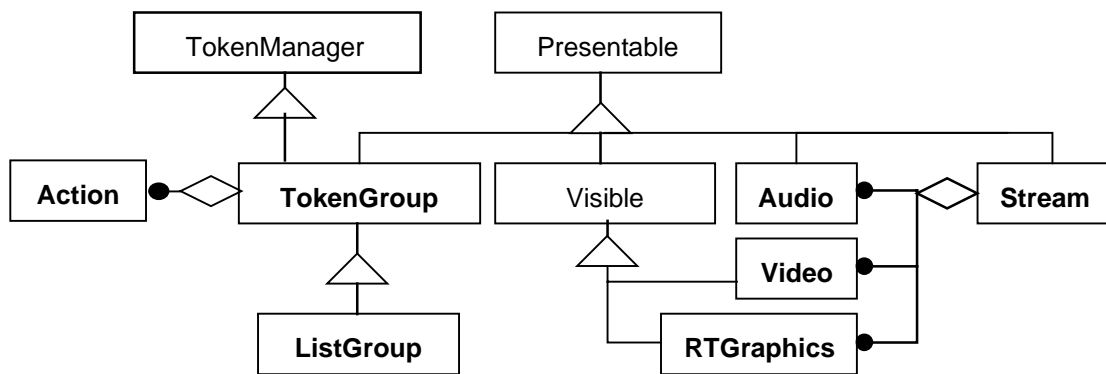 TokenManager
Presentable
Action
TokenGroup
Visible
Audio
Stream
Video
ListGroup
RTGraphics